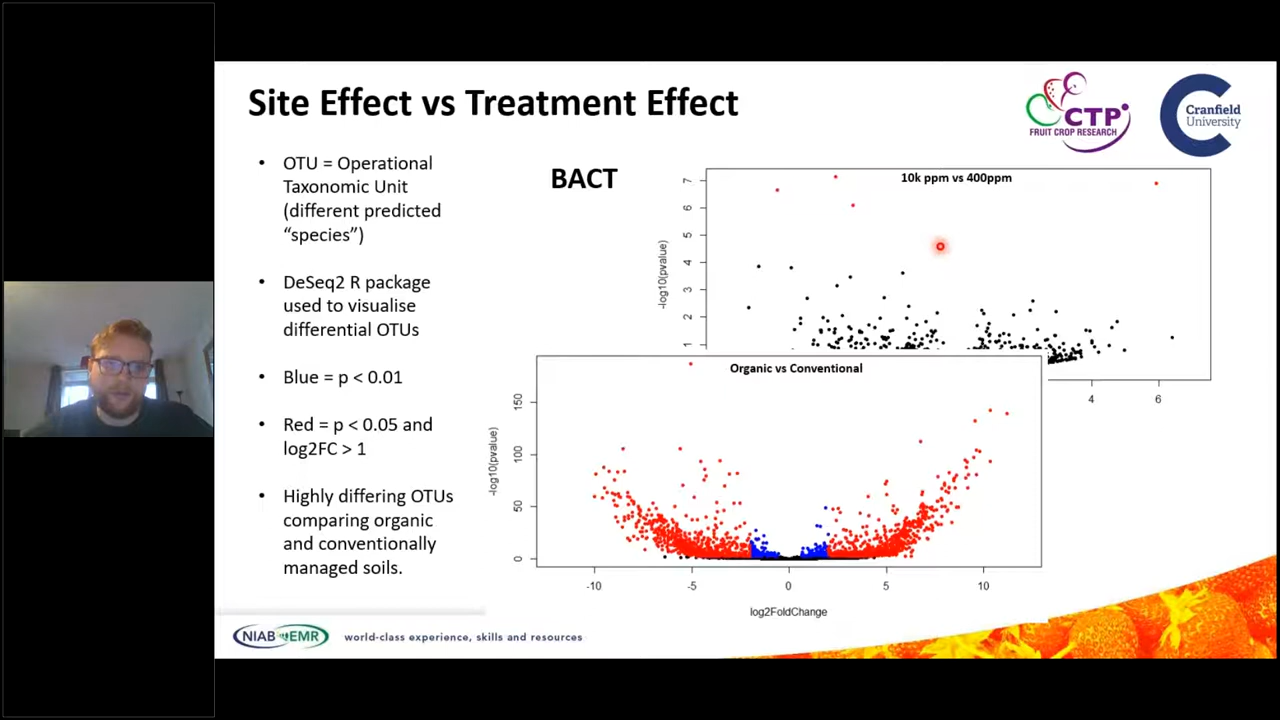 Site Effect vs Treatment Effect
CTP
FRUIT CROP RESEARCH
Cranfield
University
• OTU = Operational
Taxonomic Unit
(different predicted
“species”)
• DeSeq2 R package
used to visualise
differential OTUs
• Blue = p < 0.01
• Red = p < 0.05 and
log2FC > 1
• Highly differing OTUs
comparing organic
and conventionally
managed soils.
BACT
10k ppm vs 400ppm
-log10(pvalue)
7
6
5
4
3
2
1
4 6
Organic vs Conventional
-log10(pvalue)
150
100
50
0
-10 -5 0 5 10
log2FoldChange
NIAB EMR
world-class experience, skills and resources